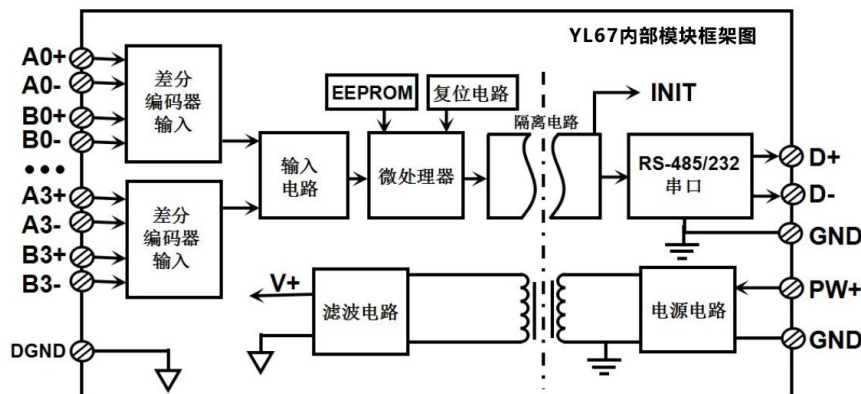 YL67内部模块框架图
A0+
A0-
B0+
B0-
•••
A3+
A3-
B3+
B3-
DGND
差分
编码器
输入
差分
编码器
输入
输入
电路
EEPROM
复位电路
微处理器
隔离电路
INIT
RS-485/232
串口
D+
D-
GND
V+
滤波电路
电源电路
PW+
GND